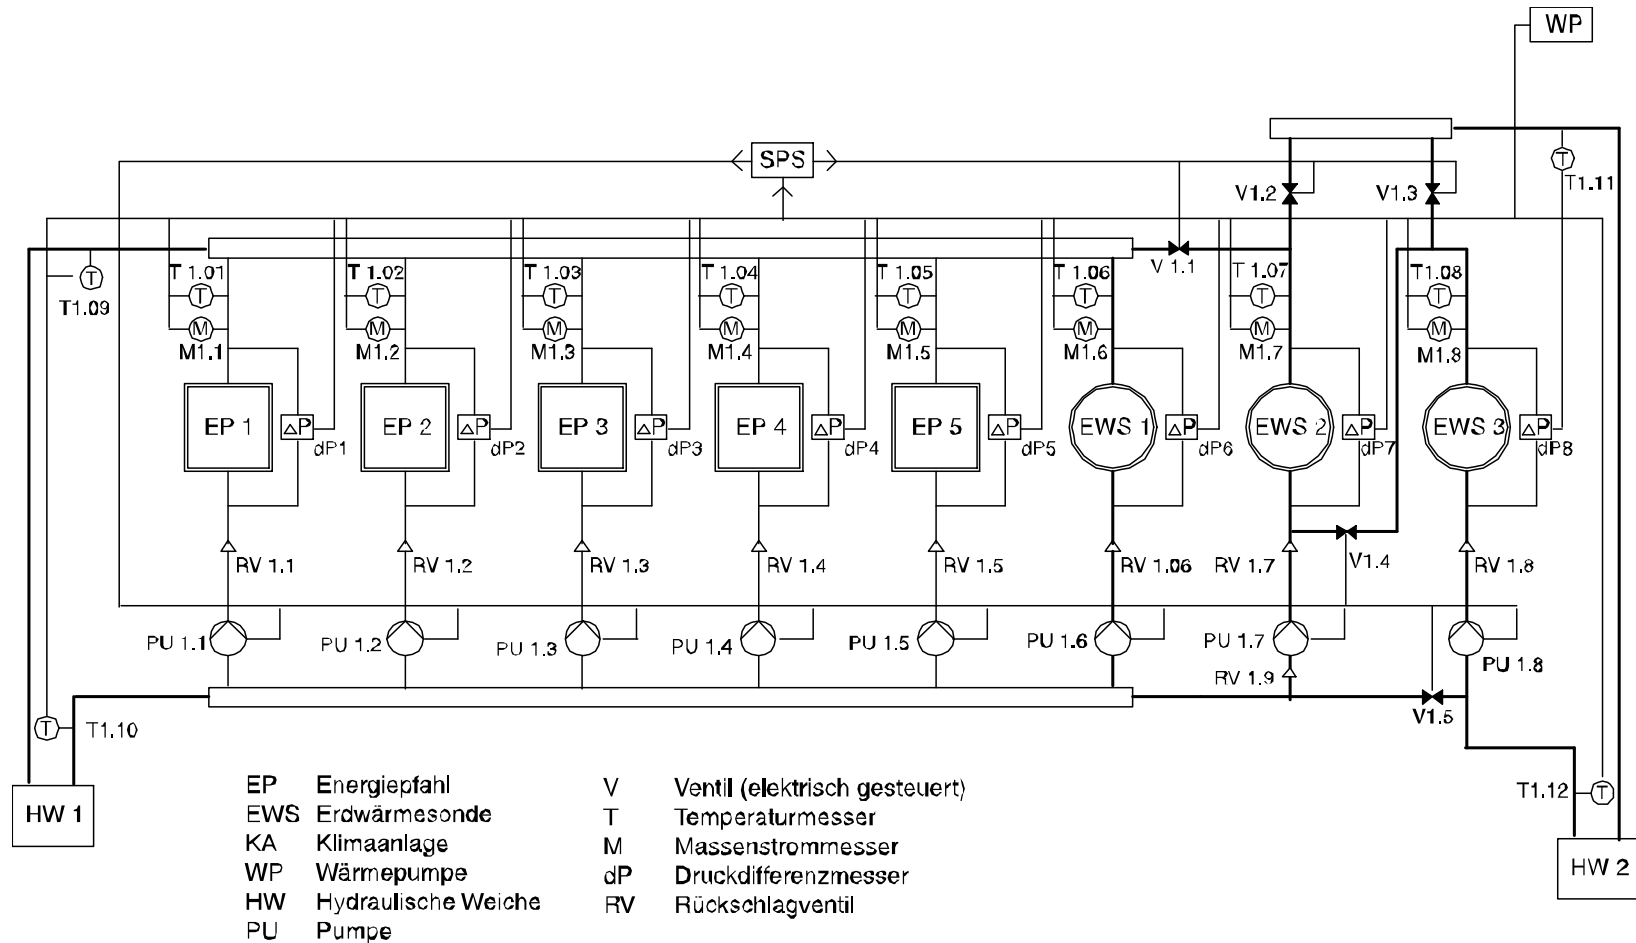 WP
SPS
V1.2
V1.3
T
T1.11
V 1.1
T
T1.09
T 1.01
T 1.02
T 1.03
T 1.04
T 1.05
T 1.06
T 1.07
T1.08
T
T
T
T
T
T
T
T
M
M
M
M
M
M
M
M
M1.1
M1.2
M1.3
M1.4
M1.5
M1.6
M1.7
M1.8
EP 1
EP 2
EP 3
EP 4
EP 5
EWS 1
EWS 2
EWS 3
△P
△P
△P
△P
△P
△P
△P
△P
dP1
dP2
dP3
dP4
dP5
dP6
dP7
dP8
RV 1.1
RV 1.2
RV 1.3
RV 1.4
RV 1.5
RV 1.06
RV 1.7
V1.4
RV 1.8
PU 1.1
PU 1.2
PU 1.3
PU 1.4
PU 1.5
PU 1.6
PU 1.7
PU 1.8
RV 1.9
V1.5
T
T1.10
T1.12
T
HW 1
HW 2
EP Energiepfahl
EWS Erdwärmesonde
KA Klimaanlage
WP Wärmepumpe
HW Hydraulische Weiche
PU Pumpe
V Ventil (elektrisch gesteuert)
T Temperaturmesser
M Massenstrommesser
dP Druckdifferenzmesser
RV Rückschlagventil